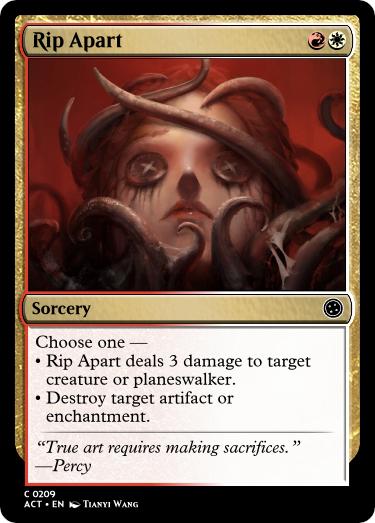 Rip Apart
Sorcery
Choose one —
• Rip Apart deals 3 damage to target
creature or planeswalker.
• Destroy target artifact or
enchantment.
“True art requires making sacrifices.”
—Percy
C 0209
ACT • EN Tianyi Wang